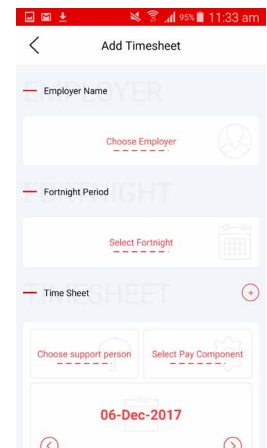 95% 11:33 am
Add Timesheet
EMPLOYER
Employer Name
Choose Employer
FORTNIGHT
Fortnight Period
Select Fortnight
TIMESHEET
Time Sheet
Choose support person
Select Pay Component
06-Dec-2017